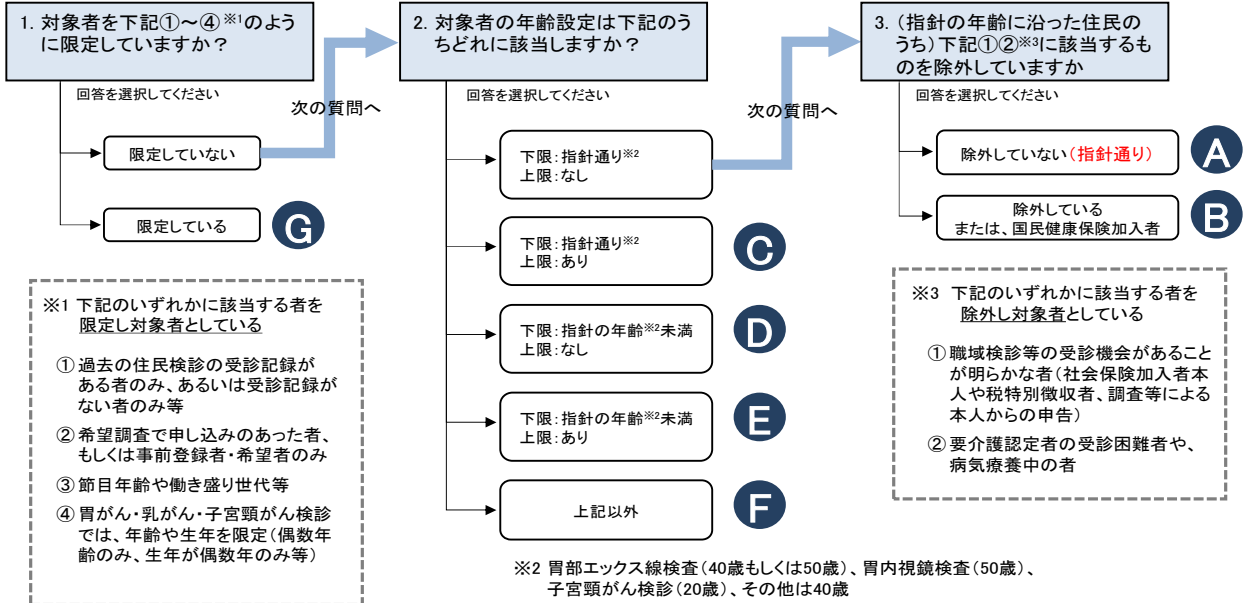 1. 対象者を下記①～④※1のよう
に限定していますか？
回答を選択してください
次の質問へ
限定していない
限定している
G
※1 下記のいずれかに該当する者を
限定し対象者としている
① 過去の住民検診の受診記録が
ある者のみ、あるいは受診記録が
ない者のみ等
② 希望調査で申し込みのあった者、
もしくは事前登録者・希望者のみ
③ 節目年齢や働き盛り世代等
④ 胃がん・乳がん・子宮頸がん検診
では、年齢や生年を限定（偶数年
齢のみ、生年が偶数年のみ等）
2. 対象者の年齢設定は下記のう
ちどれに該当しますか？
回答を選択してください
次の質問へ
下限：指針通り※2
上限：なし
下限：指針通り※2
上限：あり
C
下限：指針の年齢※2未満
上限：なし
D
下限：指針の年齢※2未満
上限：あり
E
上記以外
F
※2 胃部エックス線検査（40歳もしくは50歳）、胃内視鏡検査（50歳）、
子宮頸がん検診（20歳）、その他は40歳
3. （指針の年齢に沿った住民の
うち）下記①②※3に該当するも
のを除外していますか
回答を選択してください
除外していない（指針通り）
A
除外している
または、国民健康保険加入者
B
※3 下記のいずれかに該当する者を
除外し対象者としている
① 職域検診等の受診機会があること
が明らかな者（社会保険加入者本
人や税特別徴収者、調査等による
本人からの申告）
② 要介護認定者の受診困難者や、
病気療養中の者